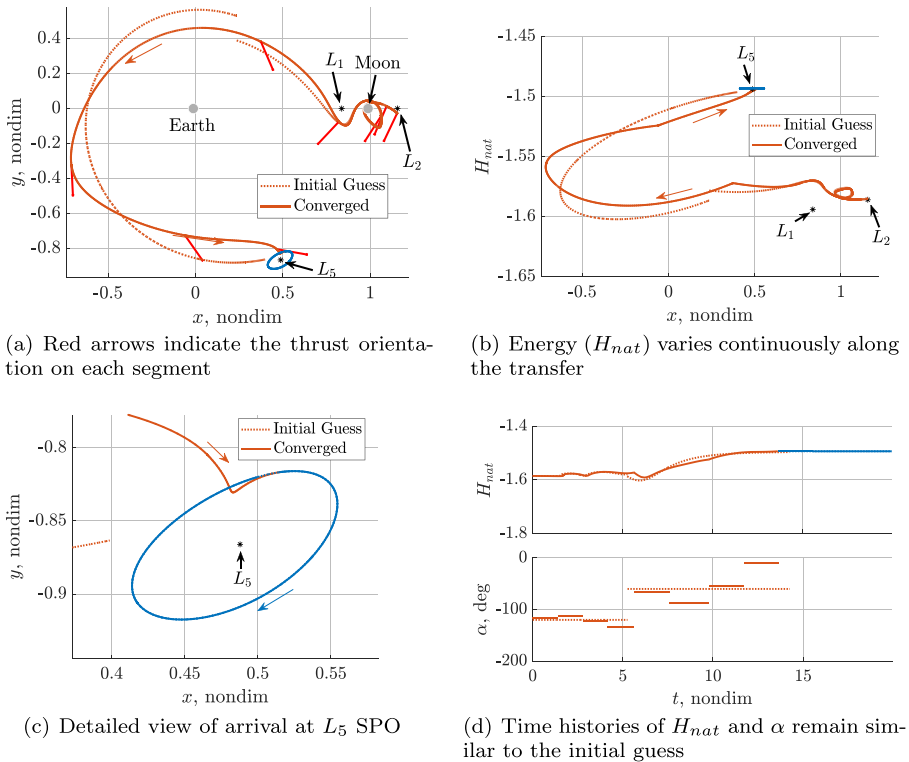 0.4
0.2
0
-0.2
-0.4
-0.6
-0.8
y, nondim
L1
Moon
Earth
L2
Initial Guess
Converged
L5
-0.5
0
0.5
1
x, nondim
(a) Red arrows indicate the thrust orienta-
tion on each segment
-1.45
-1.5
-1.55
-1.6
-1.65
Hnat
L5
Initial Guess
Converged
L1
L2
-0.5
0
0.5
1
x, nondim
(b) Energy (Hnat) varies continuously along
the transfer
-0.8
-0.85
-0.9
y, nondim
Initial Guess
Converged
L5
0.4
0.45
0.5
0.55
x, nondim
(c) Detailed view of arrival at L5 SPO
-1.4
-1.6
-1.8
Hnat
0
-100
-200
α, deg
0
5
10
15
t, nondim
(d) Time histories of Hnat and α remain sim-
ilar to the initial guess